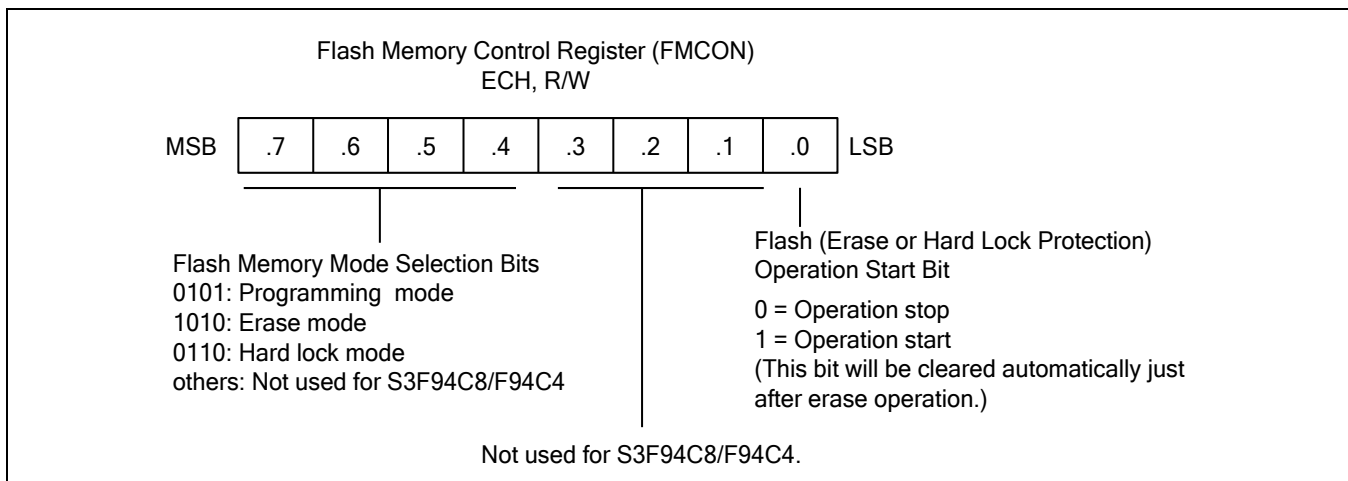 Flash Memory Control Register (FMCON)
ECH, R/W
MSB .7 .6 .5 .4 .3 .2 .1 .0 LSB
Flash Memory Mode Selection Bits
0101: Programming mode
1010: Erase mode
0110: Hard lock mode
others: Not used for S3F94C8/F94C4
Flash (Erase or Hard Lock Protection)
Operation Start Bit
0 = Operation stop
1 = Operation start
(This bit will be cleared automatically just
after erase operation.)
Not used for S3F94C8/F94C4.